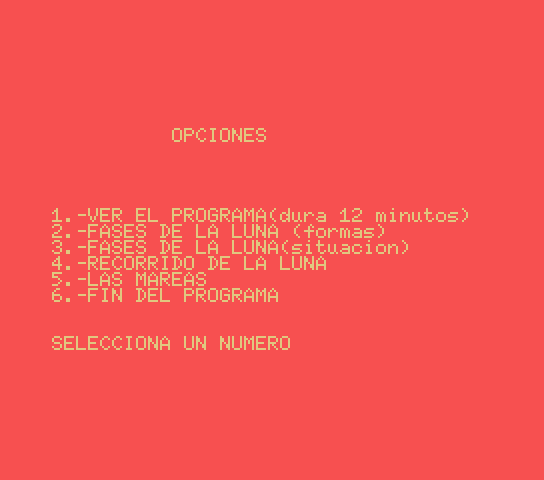 OPCIONES
1.-VER EL PROGRAMA(dura 12 minutos)
2.-FASES DE LA LUNA (formas)
3.-FASES DE LA LUNA(situacion)
4.-RECORRIDO DE LA LUNA
5.-LAS MAREAS
6.-FIN DEL PROGRAMA
SELECCIONA UN NUMERO